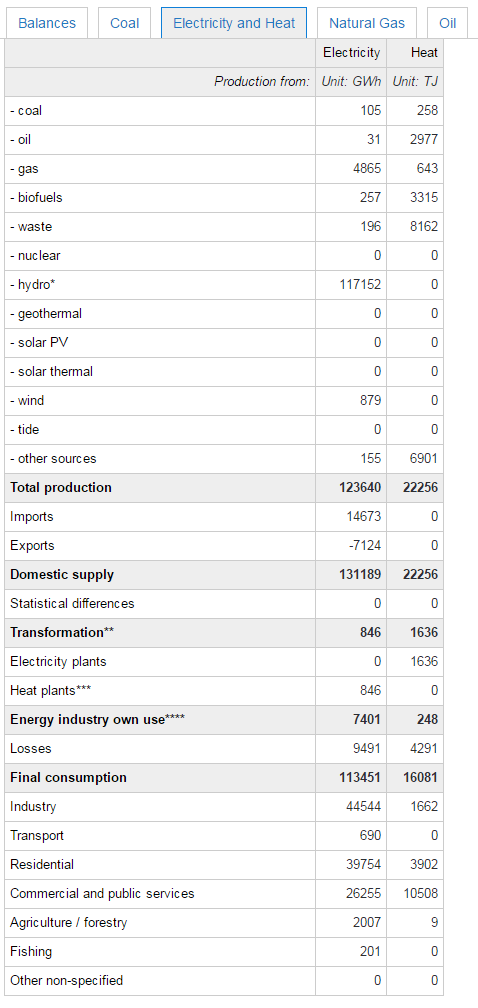 Balances Coal Electricity and Heat Natural Gas Oil
Electricity Heat
Production from: Unit: GWh Unit: TJ
- coal 105 258
- oil 31 2977
- gas 4865 643
- biofuels 257 3315
- waste 196 8162
- nuclear 0 0
- hydro* 117152 0
- geothermal 0 0
- solar PV 0 0
- solar thermal 0 0
- wind 879 0
- tide 0 0
- other sources 155 6901
Total production 123640 22256
Imports 14673 0
Exports -7124 0
Domestic supply 131189 22256
Statistical differences 0 0
Transformation** 846 1636
Electricity plants 0 1636
Heat plants*** 846 0
Energy industry own use**** 7401 248
Losses 9491 4291
Final consumption 113451 16081
Industry 44544 1662
Transport 690 0
Residential 39754 3902
Commercial and public services 26255 10508
Agriculture / forestry 2007 9
Fishing 201 0
Other non-specified 0 0